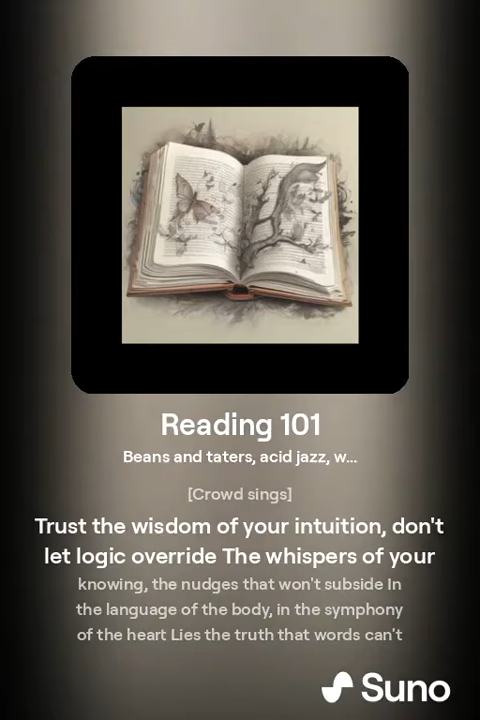 Reading 101
Beans and taters, acid jazz, w...
[Crowd sings]
Trust the wisdom of your intuition, don't
let logic override The whispers of your
knowing, the nudges that won't subside In
the language of the body, in the symphony
of the heart Lies the truth that words can't
Suno